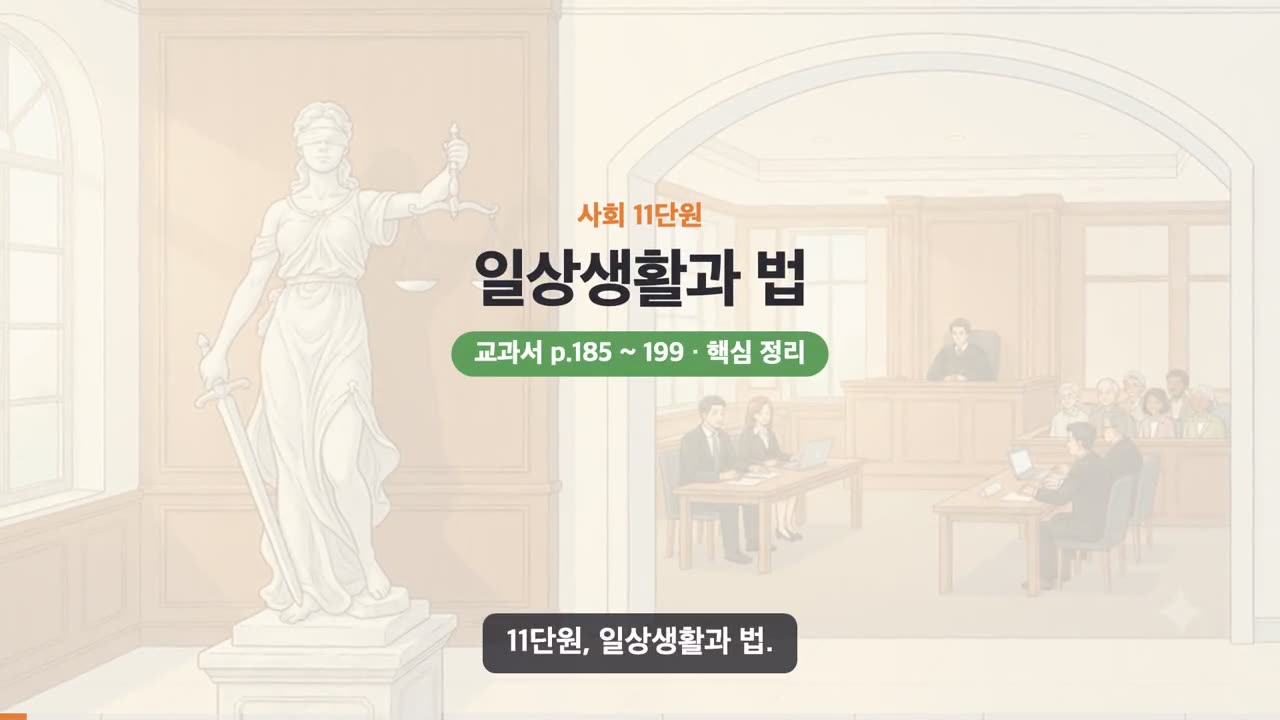 사회 11단원
일상생활과 법
교과서 p.185 ~ 199 · 핵심 정리
11단원, 일상생활과 법.